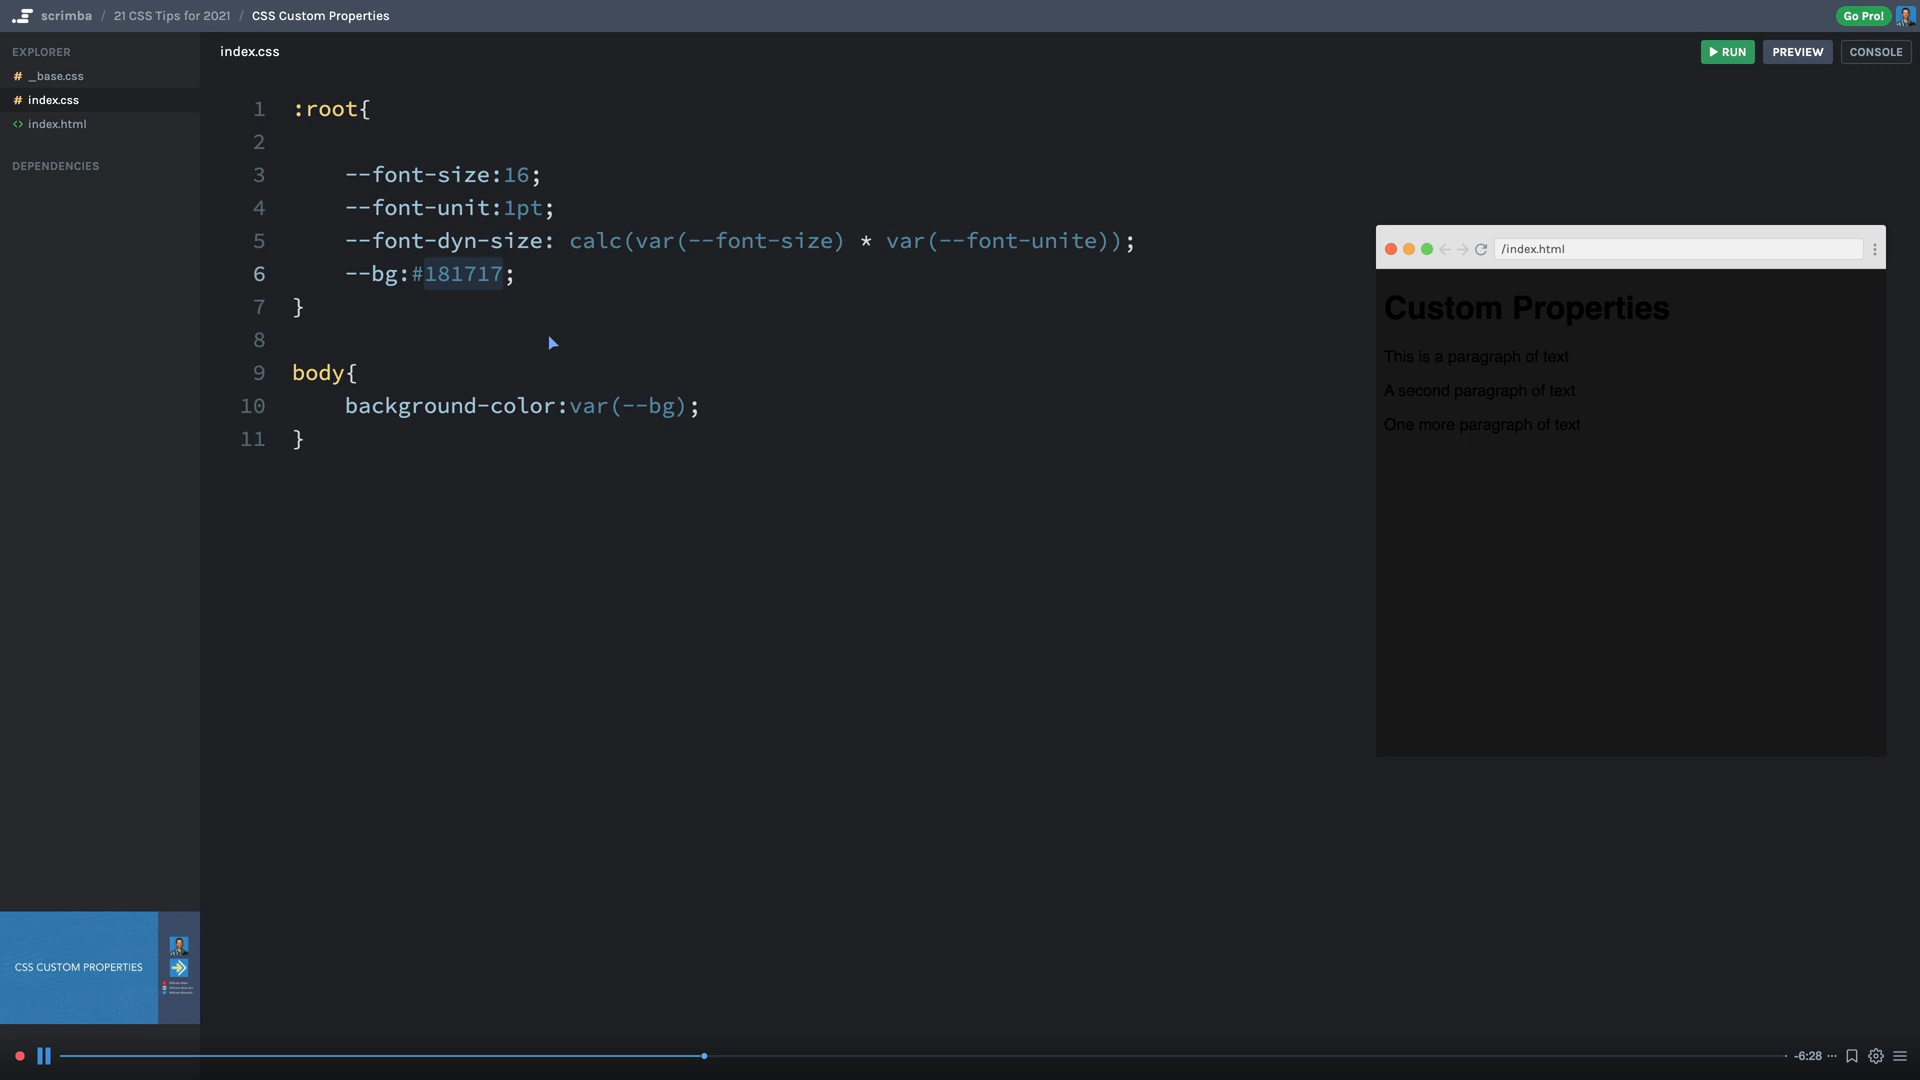 scrimba / 21 CSS Tips for 2021 / CSS Custom Properties
Go Pro!
EXPLORER
# _base.css
# index.css
<> index.html
DEPENDENCIES
index.css
RUN
PREVIEW
CONSOLE
1 :root{
2
3 --font-size:16;
4 --font-unit:1pt;
5 --font-dyn-size: calc(var(--font-size) * var(--font-unite));
6 --bg:#181717;
7 }
8
9 body{
10 background-color:var(--bg);
11 }
/index.html
Custom Properties
This is a paragraph of text
A second paragraph of text
One more paragraph of text
CSS CUSTOM PROPERTIES
-6:28